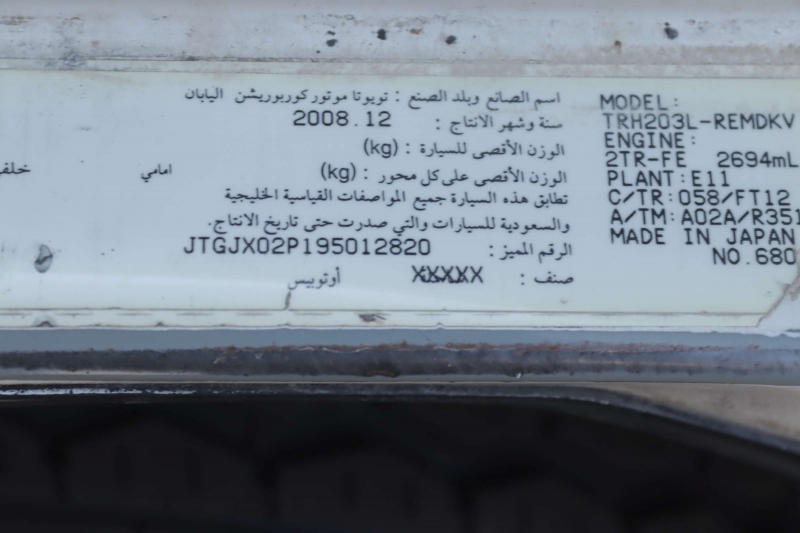 اسم الصانع وبلد الصنع : تويوتا موتور كوربوريشن اليابان
سنة وشهر الانتاج : 2008.12
الوزن الأقصى للسيارة : (kg)
الوزن الأقصى على كل محور : (kg) امامي خلفي
تطابق هذه السيارة جميع المواصفات القياسية الخليجية
والسعودية للسيارات والتي صدرت حتى تاريخ الانتاج.
الرقم المميز : JTGJX02P195012820
صنف : XXXXX أوتوبيس
MODEL:
TRH203L-REMDKV
ENGINE:
2TR-FE 2694mL
PLANT:E11
C/TR:058/FT12
A/TM:A02A/R351
MADE IN JAPAN
NO.680